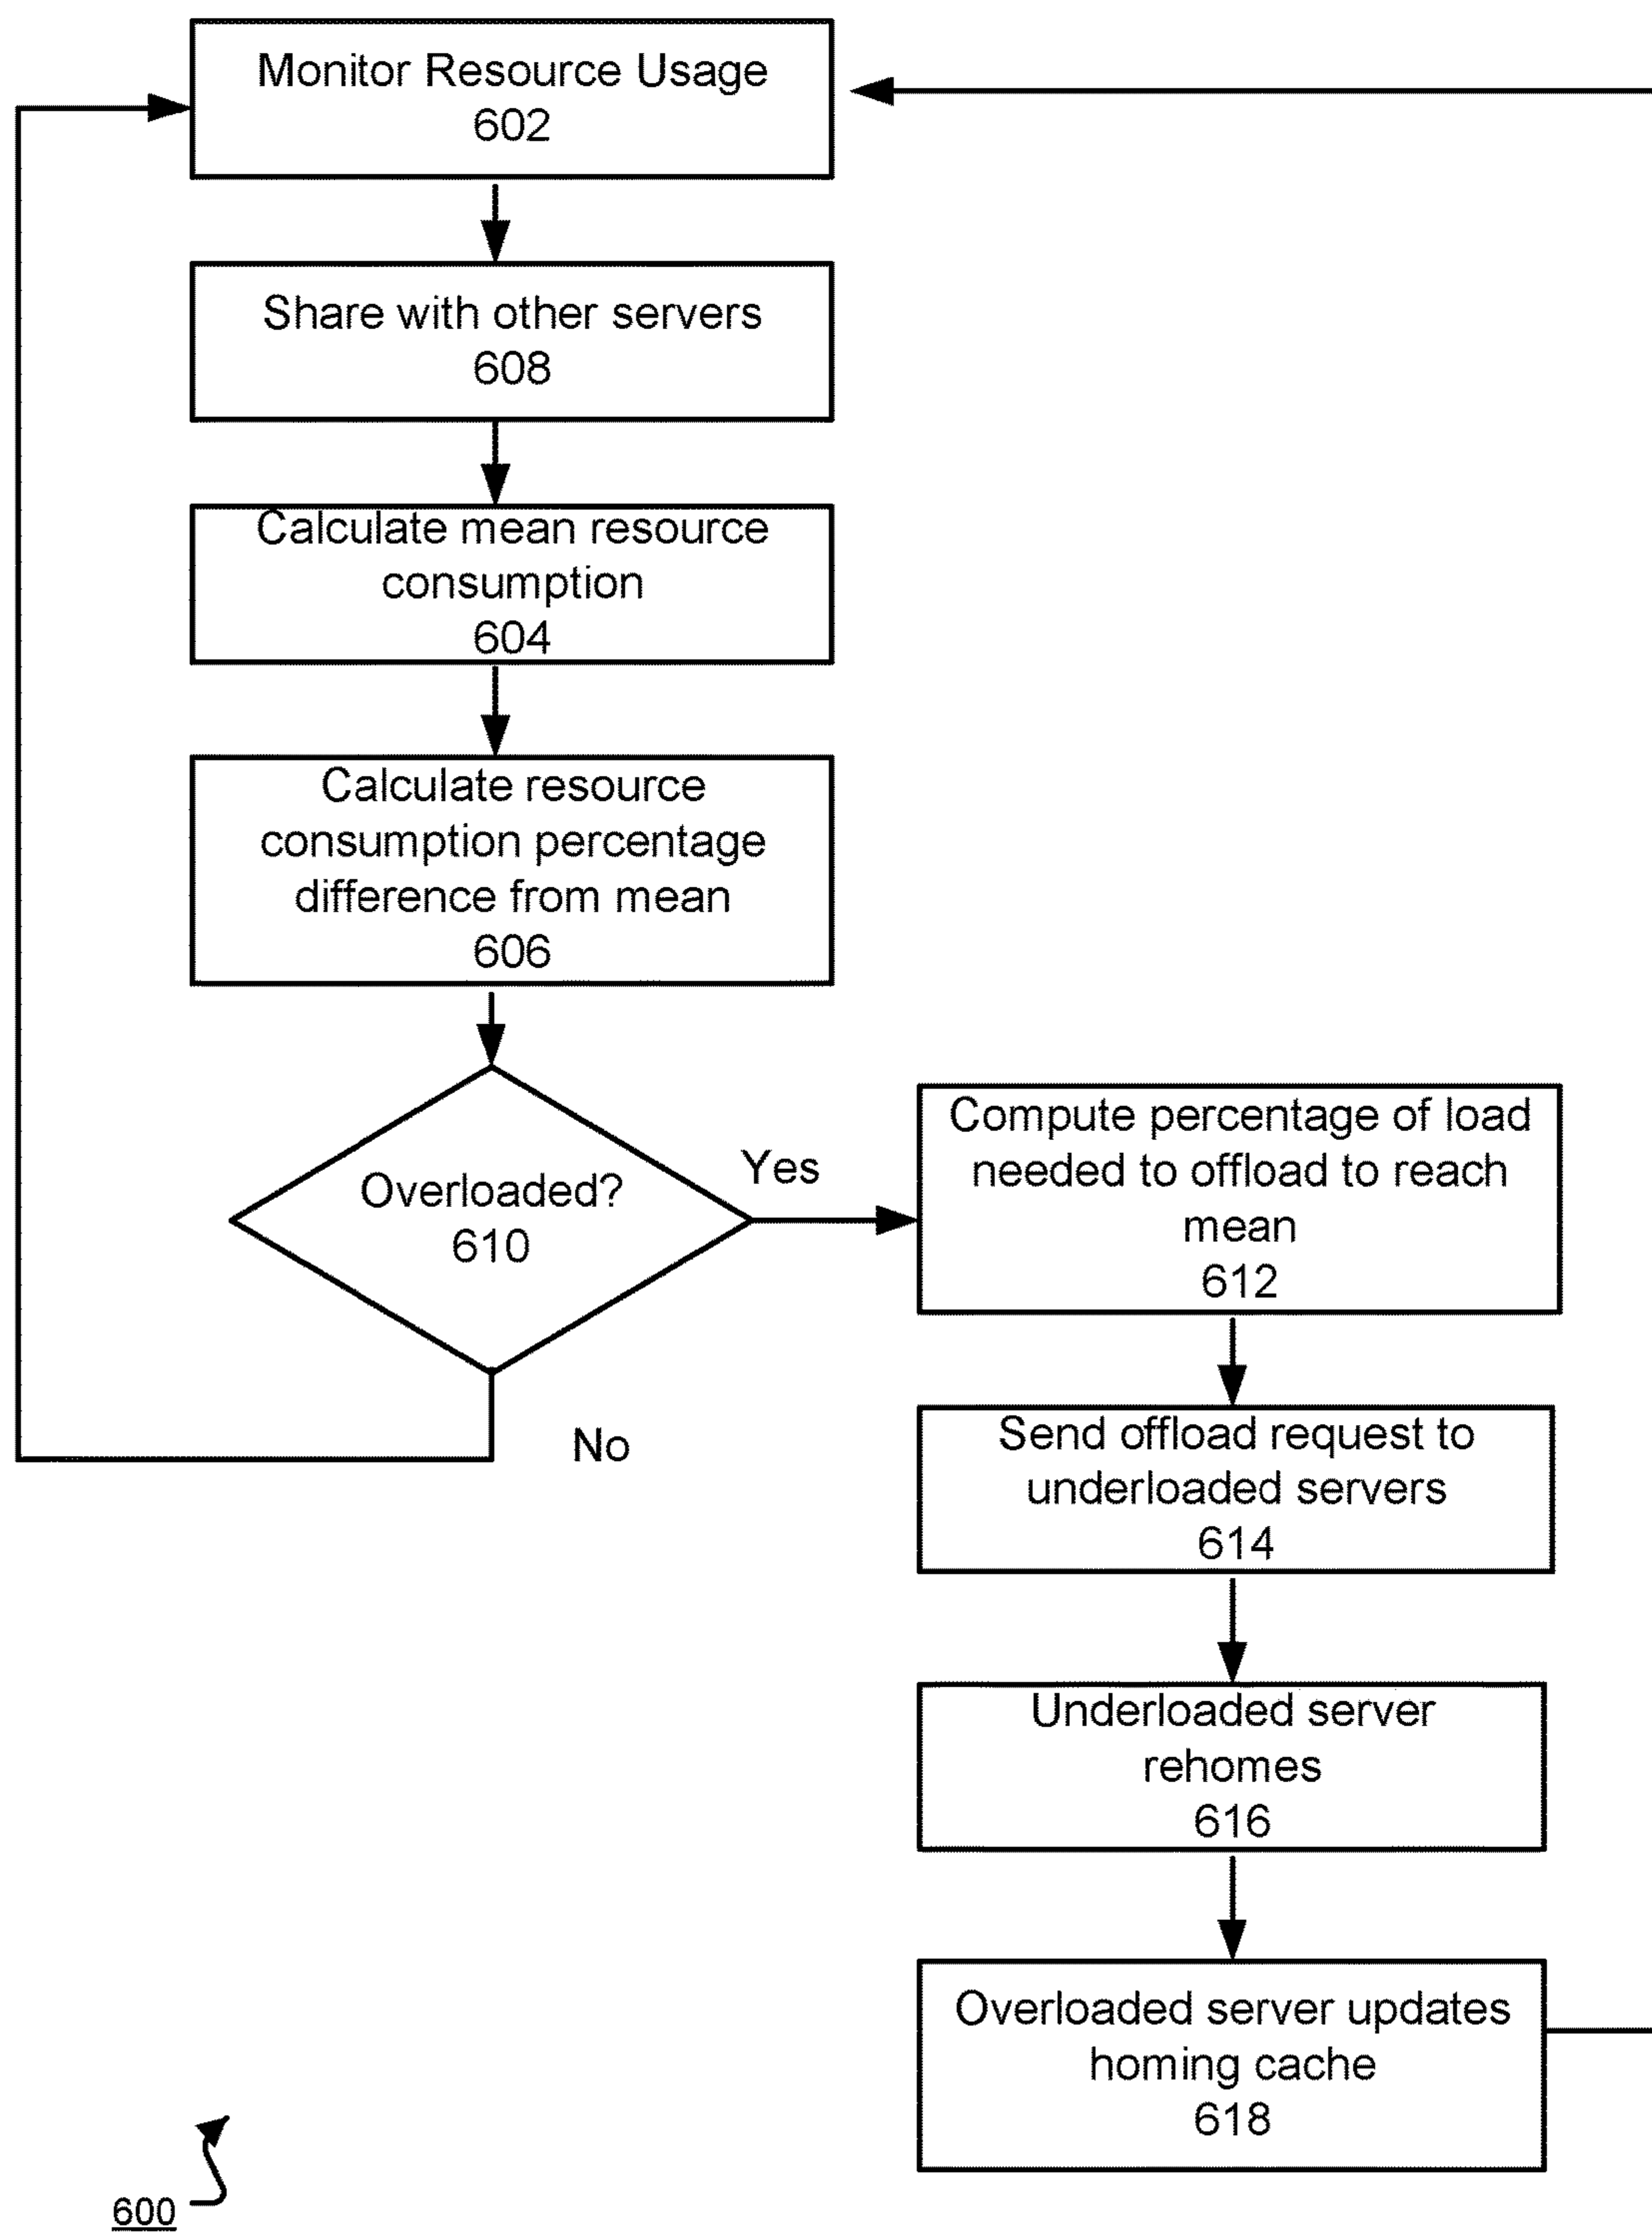 Monitor Resource Usage
602
Share with other servers
608
Calculate mean resource
consumption
604
Calculate resource
consumption percentage
difference from mean
606
Overloaded?
610
Yes
No
Compute percentage of load
needed to offload to reach
mean
612
Send offload request to
underloaded servers
614
Underloaded server
rehomes
616
Overloaded server updates
homing cache
618
600